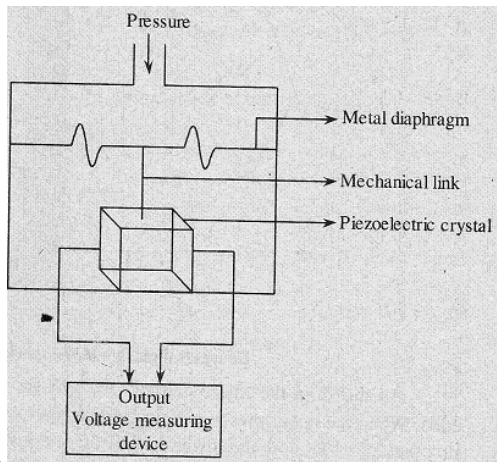 Pressure
Metal diaphragm
Mechanical link
Piezoelectric crystal
Output
Voltage measuring
device